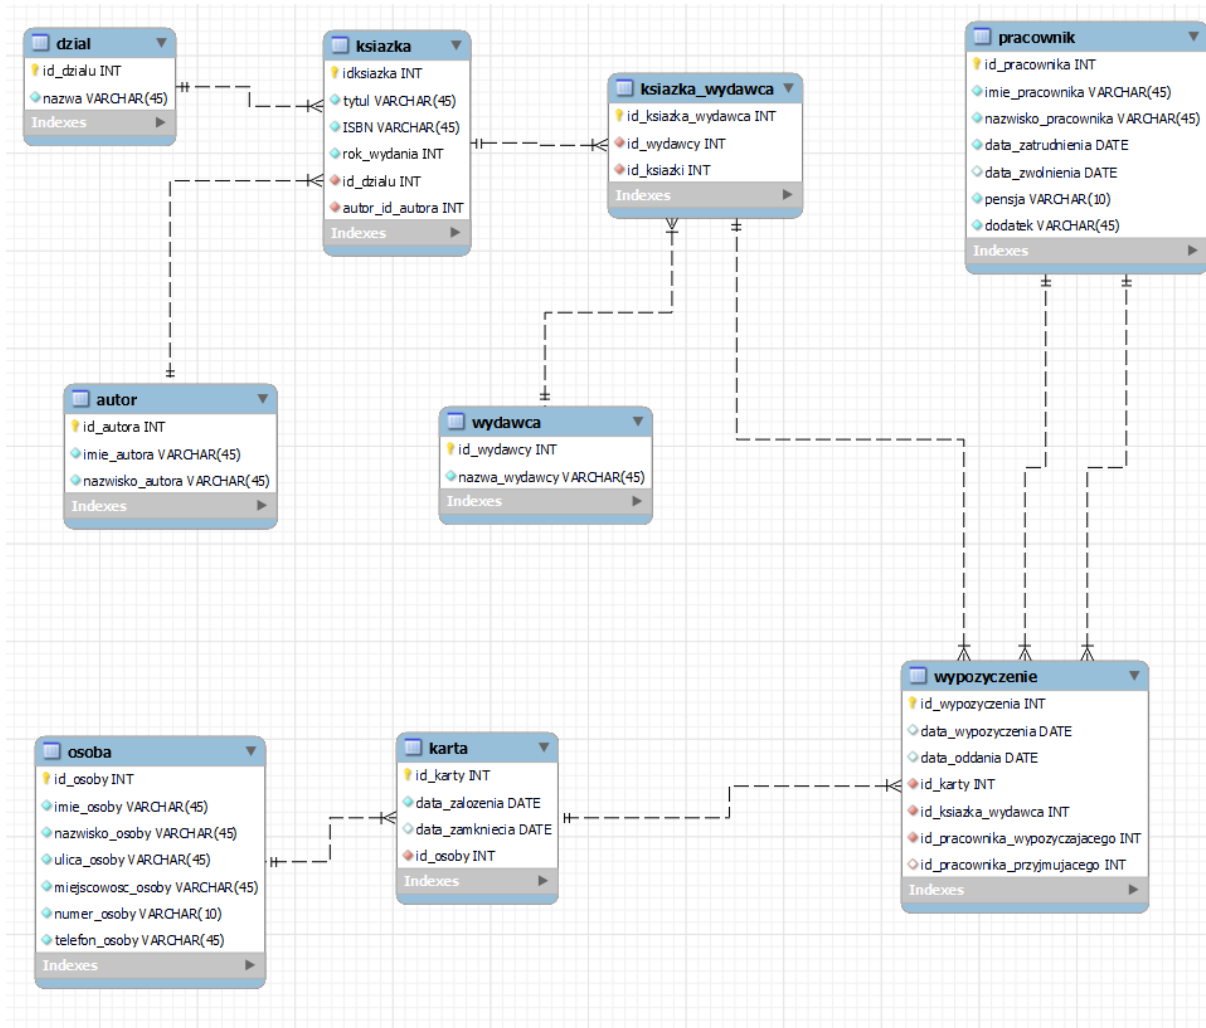 dzial
id_dzialu INT
nazwa VARCHAR(45)
Indexes
ksiazka
idksiazka INT
tytul VARCHAR(45)
ISBN VARCHAR(45)
rok_wydania INT
id_dzialu INT
autor_id_autora INT
Indexes
ksiazka_wydawca
id_ksiazka_wydawca INT
id_wydawcy INT
id_ksiazki INT
Indexes
pracownik
id_pracownika INT
imie_pracownika VARCHAR(45)
nazwisko_pracownika VARCHAR(45)
data_zatrudnienia DATE
data_zwolnienia DATE
pensja VARCHAR(10)
dodatek VARCHAR(45)
Indexes
autor
id_autora INT
imie_autora VARCHAR(45)
nazwisko_autora VARCHAR(45)
Indexes
wydawca
id_wydawcy INT
nazwa_wydawcy VARCHAR(45)
Indexes
osoba
id_osoby INT
imie_osoby VARCHAR(45)
nazwisko_osoby VARCHAR(45)
ulica_osoby VARCHAR(45)
miejscowosc_osoby VARCHAR(45)
numer_osoby VARCHAR(10)
telefon_osoby VARCHAR(45)
Indexes
karta
id_karty INT
data_zalozenia DATE
data_zamkniecia DATE
id_osoby INT
Indexes
wypozyczenie
id_wypozyczenia INT
data_wypozyczenia DATE
data_oddania DATE
id_karty INT
id_ksiazka_wydawca INT
id_pracownika_wypozyczajacego INT
id_pracownika_przyjmujacego INT
Indexes